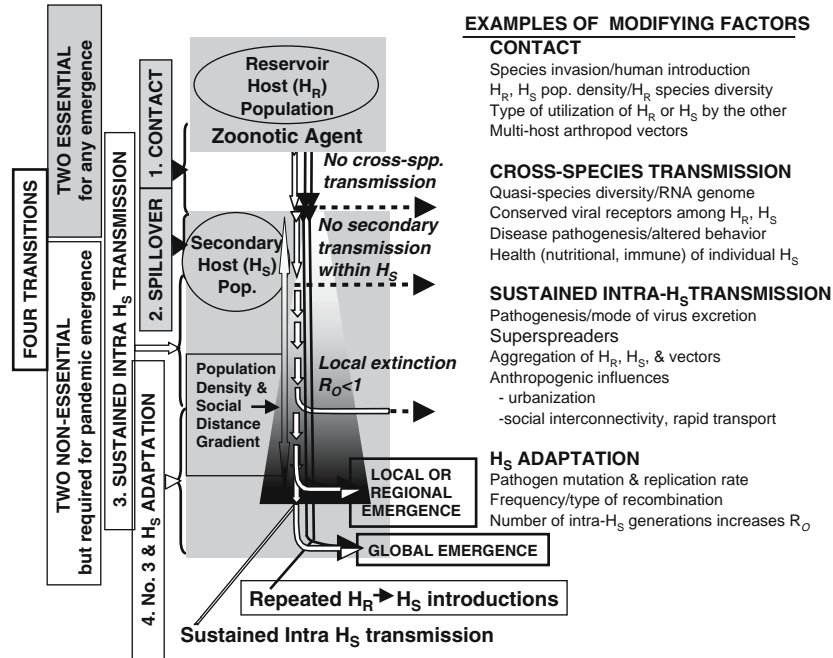 FOUR TRANSITIONS
TWO ESSENTIAL
for any emergence
TWO NON-ESSENTIAL
but required for pandemic emergence
1. CONTACT
2. SPILLOVER
3. SUSTAINED INTRA HS TRANSMISSION
4. No. 3 & HS ADAPTATION
Reservoir
Host (HR)
Population
Zoonotic Agent
No cross-spp.
transmission
Secondary
Host (HS)
Pop.
No secondary
transmission
within HS
Population
Density &
Social
Distance
Gradient
Local extinction
RO<1
LOCAL OR
REGIONAL
EMERGENCE
GLOBAL EMERGENCE
Repeated HR→HS introductions
Sustained Intra HS transmission
EXAMPLES OF MODIFYING FACTORS
CONTACT
Species invasion/human introduction
HR, HS pop. density/HR species diversity
Type of utilization of HR or HS by the other
Multi-host arthropod vectors
CROSS-SPECIES TRANSMISSION
Quasi-species diversity/RNA genome
Conserved viral receptors among HR, HS
Disease pathogenesis/altered behavior
Health (nutritional, immune) of individual HS
SUSTAINED INTRA-HSTRANSMISSION
Pathogenesis/mode of virus excretion
Superspreaders
Aggregation of HR, HS, & vectors
Anthropogenic influences
- urbanization
-social interconnectivity, rapid transport
HS ADAPTATION
Pathogen mutation & replication rate
Frequency/type of recombination
Number of intra-HS generations increases RO